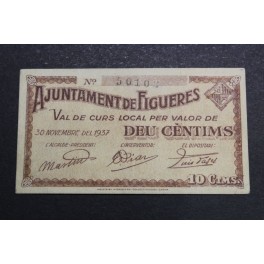 Nº 5010
AJUNTAMENT DE FIGUERES
VAL DE CURS LOCAL PER VALOR DE
30 NOVEMBRE DEL 1937 DEU CÈNTIMS
L'ALCALDE-PRESIDENT L'INTERVENTOR EL DIPOSITARI
10 CTMS.